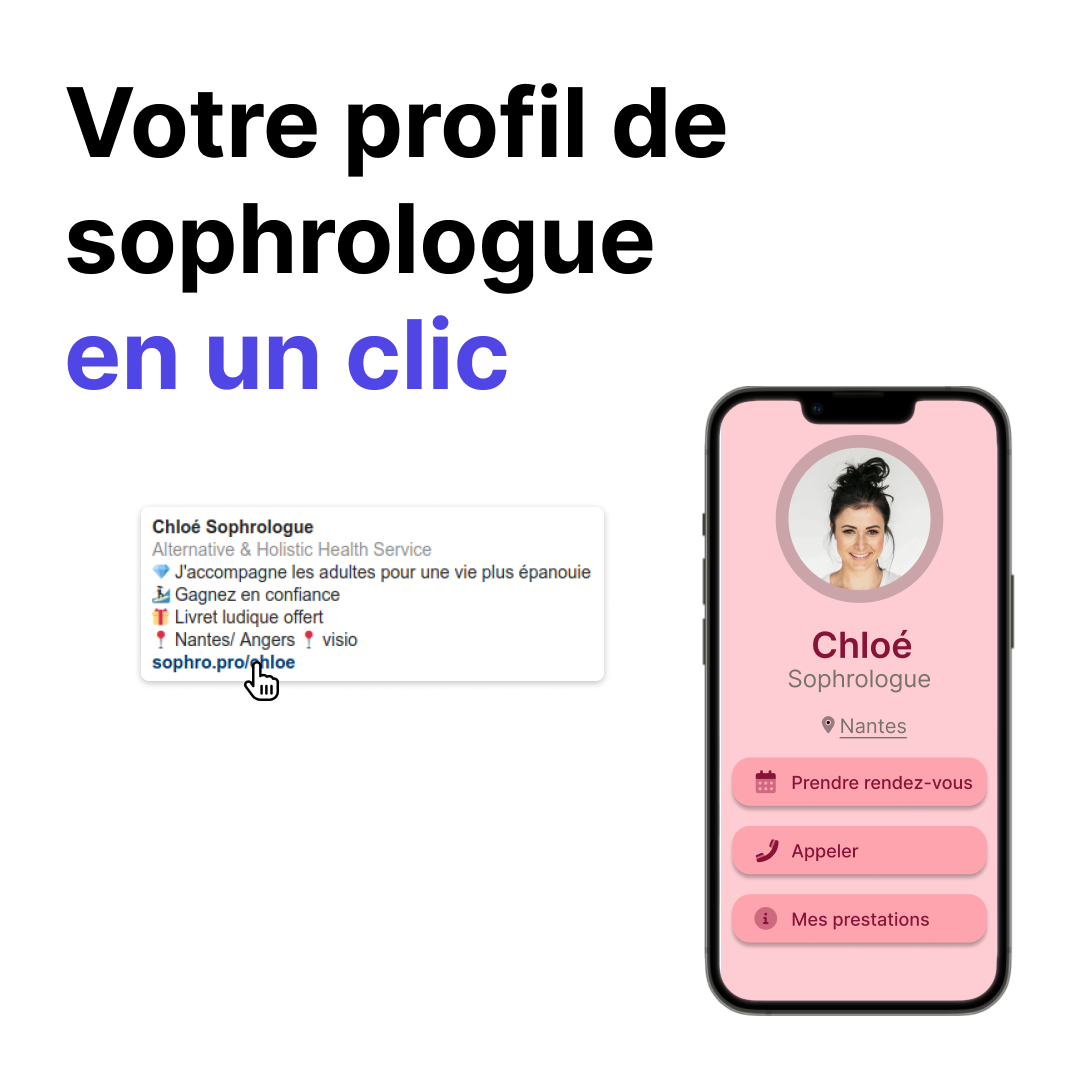 Votre profil de
sophrologue
en un clic
Chloé Sophrologue
Alternative & Holistic Health Service
💎 J'accompagne les adultes pour une vie plus épanouie
🏄 Gagnez en confiance
🎁 Livret ludique offert
📍 Nantes/ Angers 📍 visio
sophro.pro/chloe
Chloé
Sophrologue
Nantes
Prendre rendez-vous
Appeler
Mes prestations